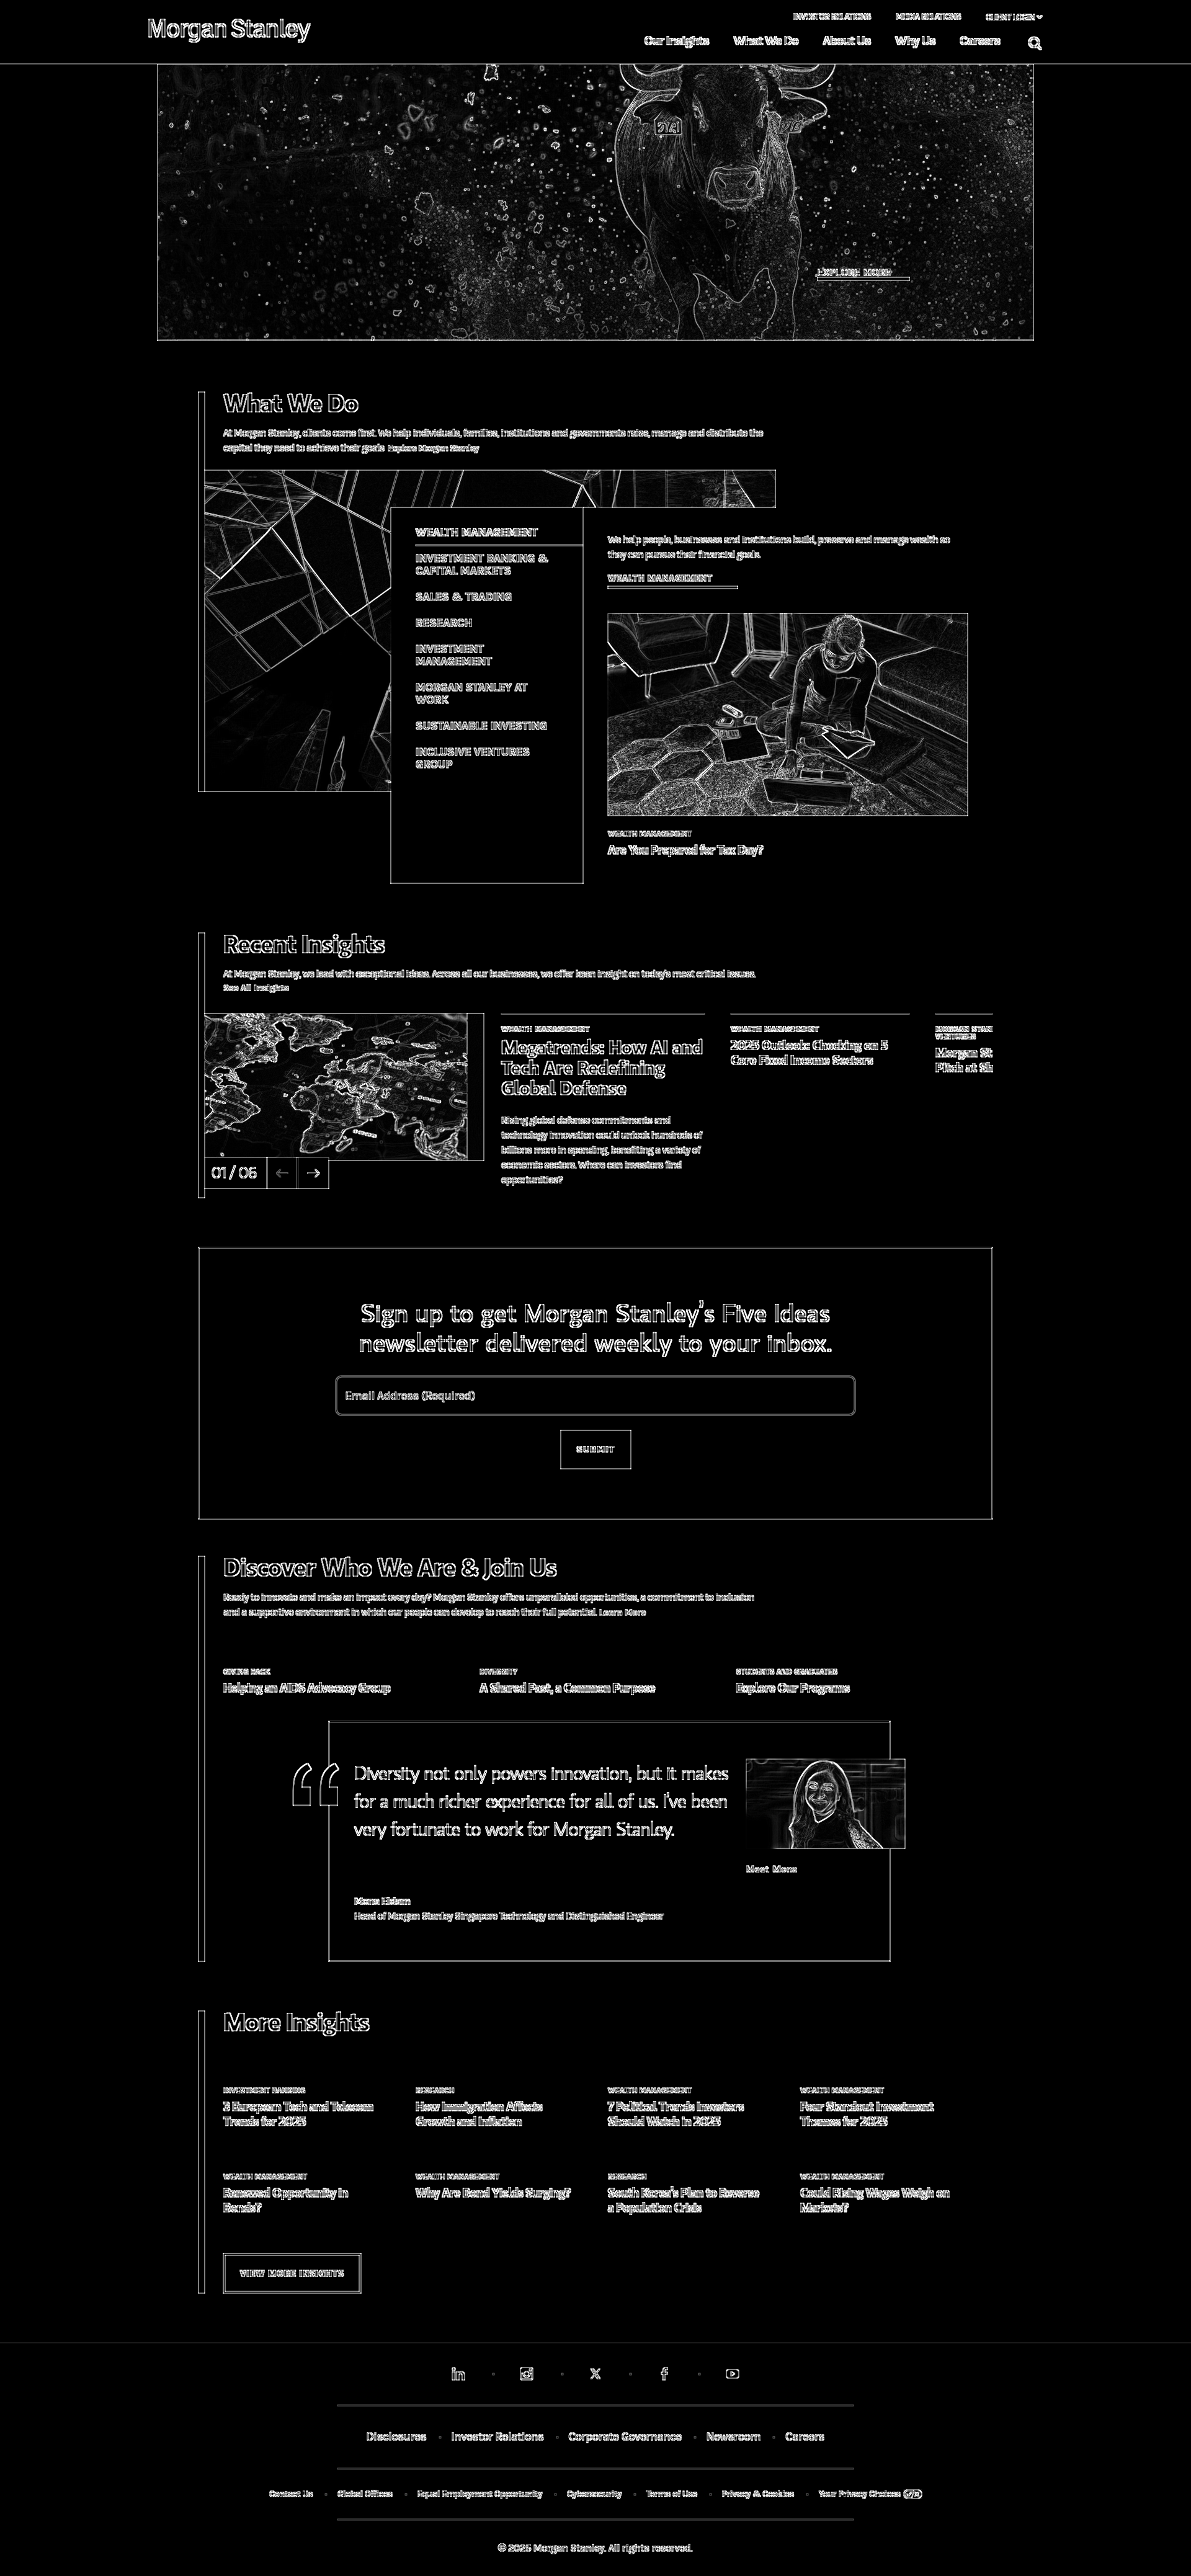 Morgan Stanley
INVESTOR RELATIONS
MEDIA RELATIONS
CLIENT LOGIN
Our Insights
What We Do
About Us
Why Us
Careers
EXPLORE MORE
What We Do
At Morgan Stanley, clients come first. We help individuals, families, institutions and governments raise, manage and distribute the
capital they need to achieve their goals Explore Morgan Stanley
WEALTH MANAGEMENT
INVESTMENT BANKING &
CAPITAL MARKETS
SALES & TRADING
RESEARCH
INVESTMENT
MANAGEMENT
MORGAN STANLEY AT
WORK
SUSTAINABLE INVESTING
INCLUSIVE VENTURES
GROUP
We help people, businesses and institutions build, preserve and manage wealth so
they can pursue their financial goals.
WEALTH MANAGEMENT
WEALTH MANAGEMENT
Are You Prepared for Tax Day?
Recent Insights
At Morgan Stanley, we lead with exceptional ideas. Across all our businesses, we offer keen insight on today's most critical issues.
See All Insights
01 / 06
WEALTH MANAGEMENT
Megatrends: How AI and
Tech Are Redefining
Global Defense
Rising global defense commitments and
technology innovation could unlock hundreds of
billions more in spending, benefiting a variety of
economic sectors. Where can investors find
opportunities?
WEALTH MANAGEMENT
2025 Outlook: Checking on 5
Core Fixed Income Sectors
MORGAN STAN
VENTURES
Morgan St
Pitch at Sh
Sign up to get Morgan Stanley's Five Ideas
newsletter delivered weekly to your inbox.
Email Address (Required)
SUBMIT
Discover Who We Are & Join Us
Ready to innovate and make an impact every day? Morgan Stanley offers unparalleled opportunities, a commitment to inclusion
and a supportive environment in which our people can develop to reach their full potential. Learn More
GIVING BACK
Helping an AIDS Advocacy Group
DIVERSITY
A Shared Past, a Common Purpose
STUDENTS AND GRADUATES
Explore Our Programs
“
Diversity not only powers innovation, but it makes
for a much richer experience for all of us. I've been
very fortunate to work for Morgan Stanley.
Meet Mona
Mona
Head of Morgan Stanley Singapore Technology and Distinguished Engineer
More Insights
INVESTMENT BANKING
3 European Tech and Telecom
Trends for 2025
RESEARCH
How Immigration Affects
Growth and Inflation
WEALTH MANAGEMENT
7 Political Trends Investors
Should Watch in 2025
WEALTH MANAGEMENT
Four Standout Investment
Themes for 2025
WEALTH MANAGEMENT
Renewed Opportunity in
Bonds?
WEALTH MANAGEMENT
Why Are Bond Yields Surging?
RESEARCH
South Korea's Plan to Reverse
a Population Crisis
WEALTH MANAGEMENT
Could Rising Wages Weigh on
Markets?
VIEW MORE INSIGHTS
Disclosures
Investor Relations
Corporate Governance
Newsroom
Careers
Contact Us
Global Offices
Equal Employment Opportunity
Cybersecurity
Terms of Use
Privacy & Cookies
Your Privacy Choices
© 2025 Morgan Stanley. All rights reserved.